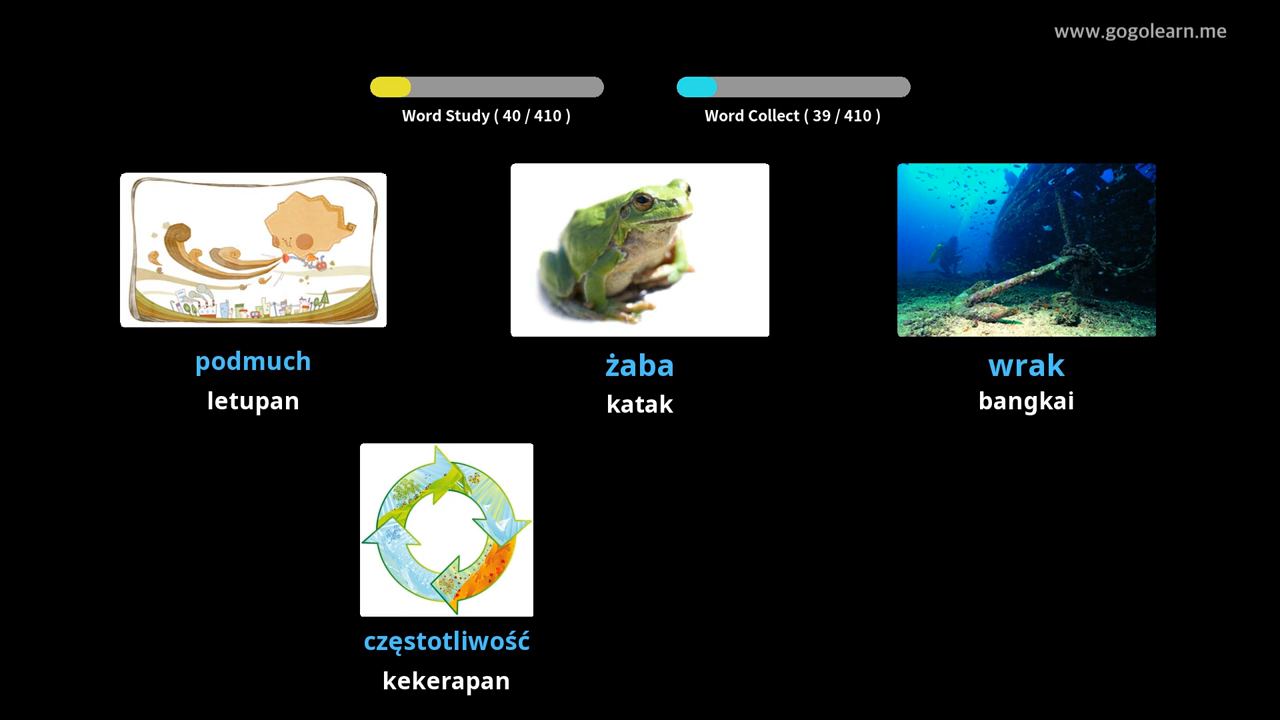 www.gogolearn.me
Word Study ( 40 / 410 )
Word Collect ( 39 / 410 )
podmuch
letupan
żaba
katak
wrak
bangkai
częstotliwość
kekerapan